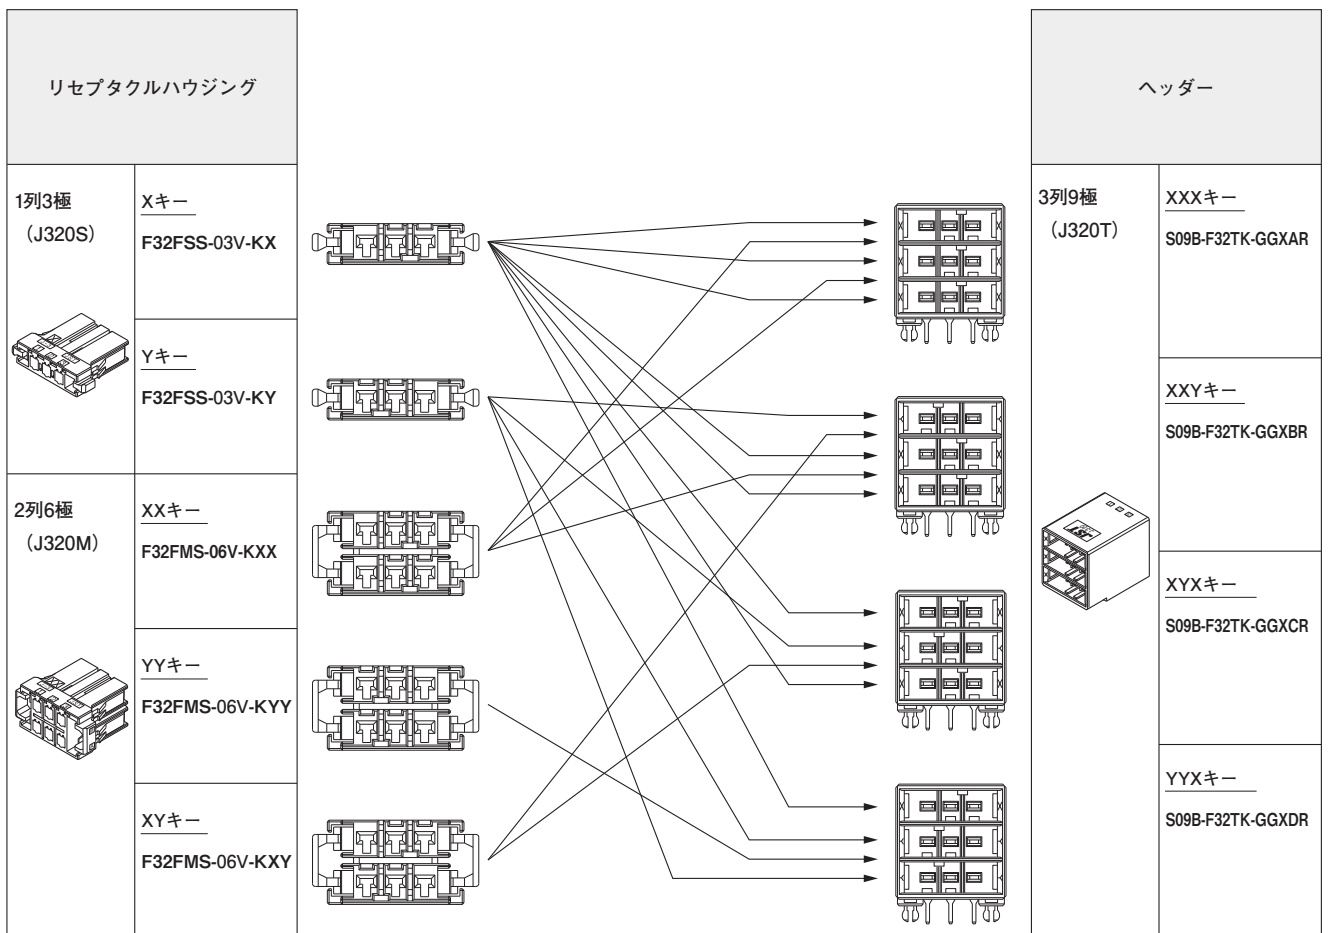 リセプタクルハウジング
1列3極
（J320S）
Xキー
F32FSS-03V-KX
Yキー
F32FSS-03V-KY
2列6極
（J320M）
XXキー
F32FMS-06V-KXX
YYキー
F32FMS-06V-KYY
XYキー
F32FMS-06V-KXY
ヘッダー
3列9極
（J320T）
XXXキー
S09B-F32TK-GGXAR
XXYキー
S09B-F32TK-GGXBR
JST
XYXキー
S09B-F32TK-GGXCR
YYXキー
S09B-F32TK-GGXDR